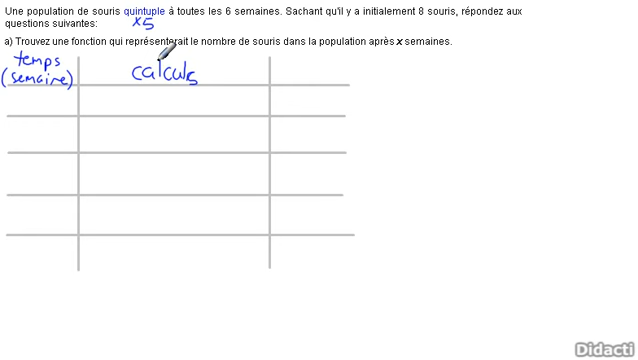 Une population de souris quintuple à toutes les 6 semaines. Sachant qu'il y a initialement 8 souris, répondez aux
questions suivantes:
x5
a) Trouvez une fonction qui représenterait le nombre de souris dans la population après x semaines.
temps
(semaine)
calculs
Didacti